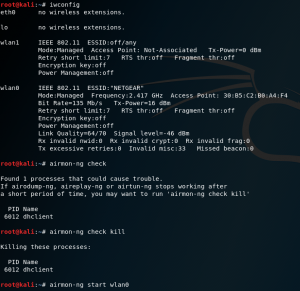 root@kali:~# iwconfig
eth0 no wireless extensions.
lo no wireless extensions.
wlan1 IEEE 802.11 ESSID:off/any
Mode:Managed Access Point: Not-Associated Tx-Power=0 dBm
Retry short limit:7 RTS thr:off Fragment thr:off
Encryption key:off
Power Management:off
wlan0 IEEE 802.11 ESSID:"NETGEAR"
Mode:Managed Frequency:2.417 GHz Access Point: 30:B5:C2:B0:A4:F4
Bit Rate=135 Mb/s Tx-Power=16 dBm
Retry short limit:7 RTS thr:off Fragment thr:off
Encryption key:off
Power Management:off
Link Quality=64/70 Signal level=-46 dBm
Rx invalid nwid:0 Rx invalid crypt:0 Rx invalid frag:0
Tx excessive retries:0 Invalid misc:33 Missed beacon:0
root@kali:~# airmon-ng check
Found 1 processes that could cause trouble.
If airodump-ng, aireplay-ng or airtun-ng stops working after
a short period of time, you may want to run 'airmon-ng check kill'
PID Name
6012 dhclient
root@kali:~# airmon-ng check kill
Killing these processes:
PID Name
6012 dhclient
root@kali:~# airmon-ng start wlan0